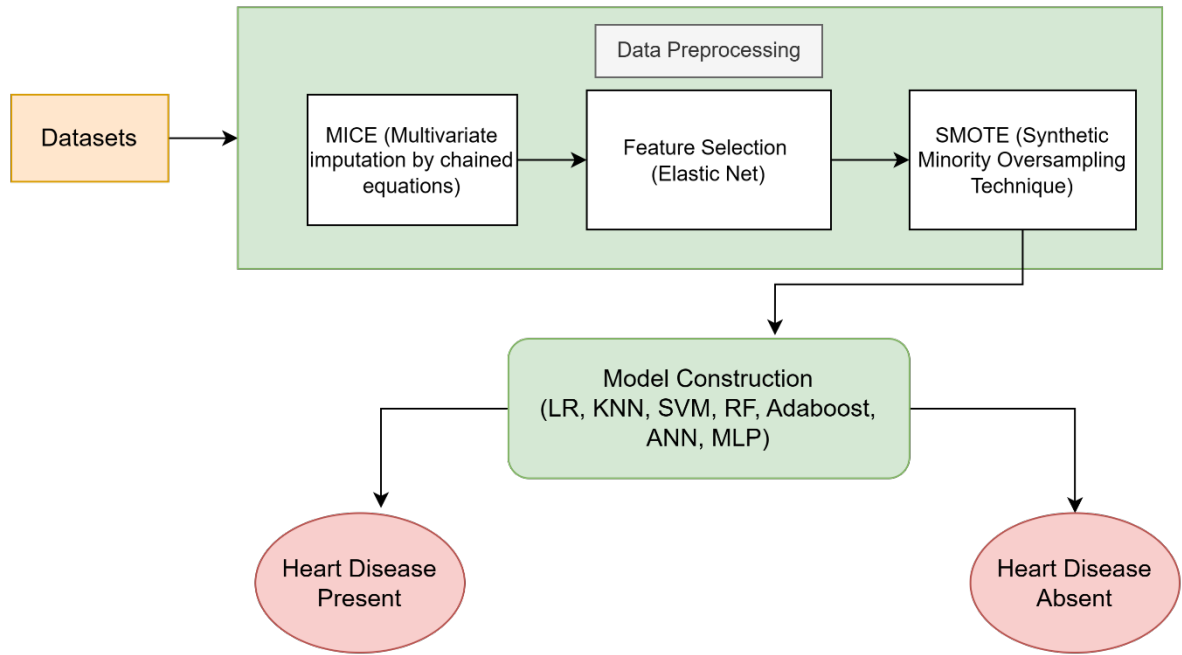 Data Preprocessing
Datasets
MICE (Multivariate
imputation by chained
equations)
Feature Selection
(Elastic Net)
SMOTE (Synthetic
Minority Oversampling
Technique)
Model Construction
(LR, KNN, SVM, RF, Adaboost,
ANN, MLP)
Heart Disease
Present
Heart Disease
Absent